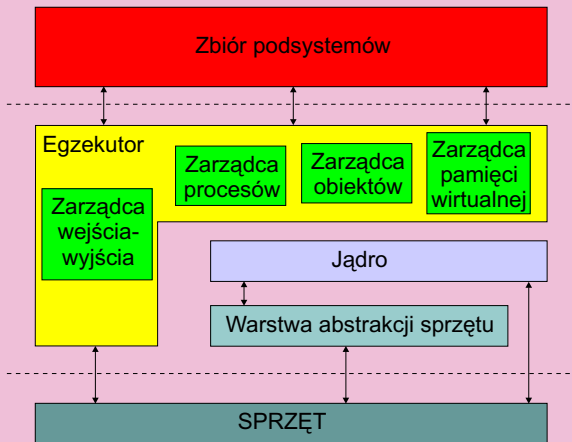 Zbiór podsystemów
Egzekutor
Zarządca
procesów
Zarządca
obiektów
Zarządca
pamięci
wirtualnej
Zarządca
wejścia-
wyjścia
Jądro
Warstwa abstrakcji sprzętu
SPRZĘT